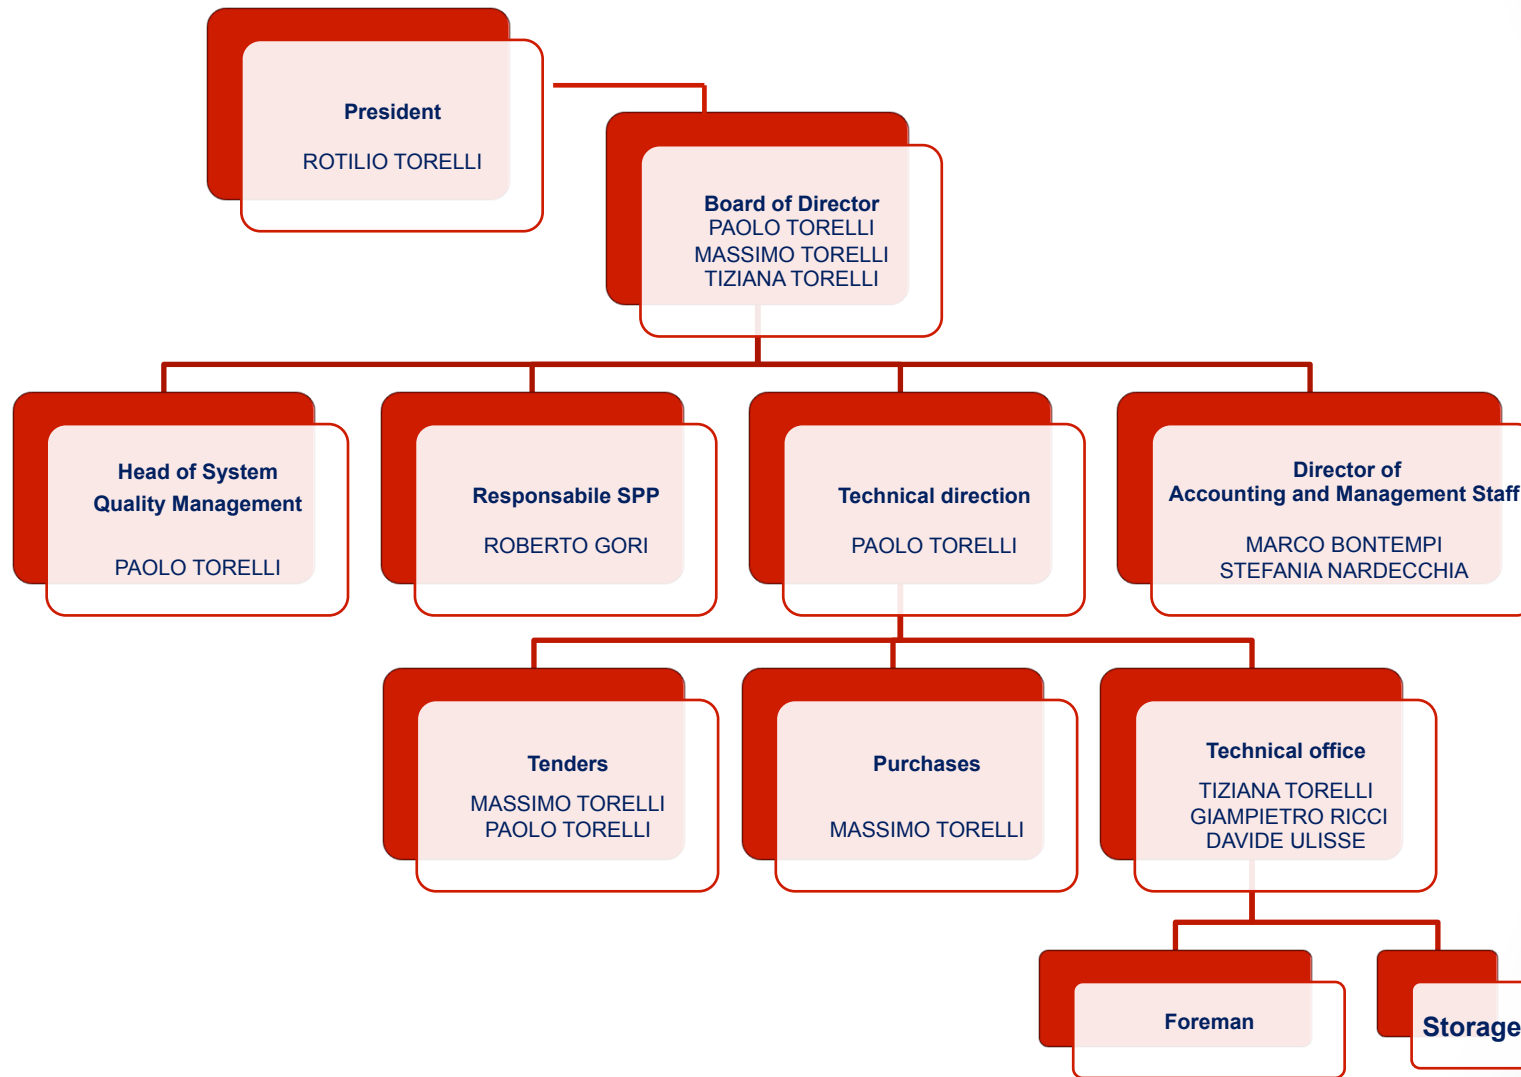 President
ROTILIO TORELLI
Board of Director
PAOLO TORELLI
MASSIMO TORELLI
TIZIANA TORELLI
Head of System
Quality Management
PAOLO TORELLI
Responsabile SPP
ROBERTO GORI
Technical direction
PAOLO TORELLI
Director of
Accounting and Management Staff
MARCO BONTEMPI
STEFANIA NARDECCHIA
Tenders
MASSIMO TORELLI
PAOLO TORELLI
Purchases
MASSIMO TORELLI
Technical office
TIZIANA TORELLI
GIAMPIETRO RICCI
DAVIDE ULISSE
Foreman
Storage